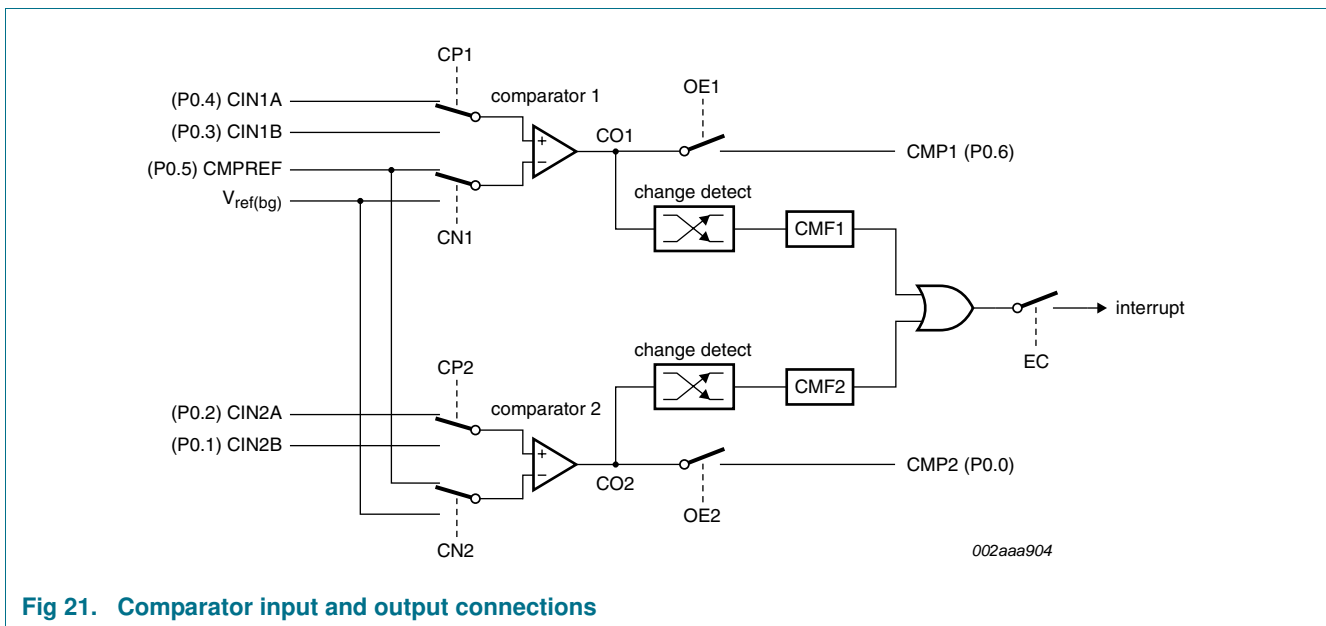 CP1
comparator 1
OE1
(P0.4) CIN1A
(P0.3) CIN1B
CO1
+
−
CMP1 (P0.6)
(P0.5) CMPREF
Vref(bg)
CN1
change detect
CMF1
interrupt
EC
change detect
CMF2
CP2
comparator 2
(P0.2) CIN2A
(P0.1) CIN2B
+
−
CO2
CMP2 (P0.0)
OE2
CN2
002aaa904
Fig 21. Comparator input and output connections